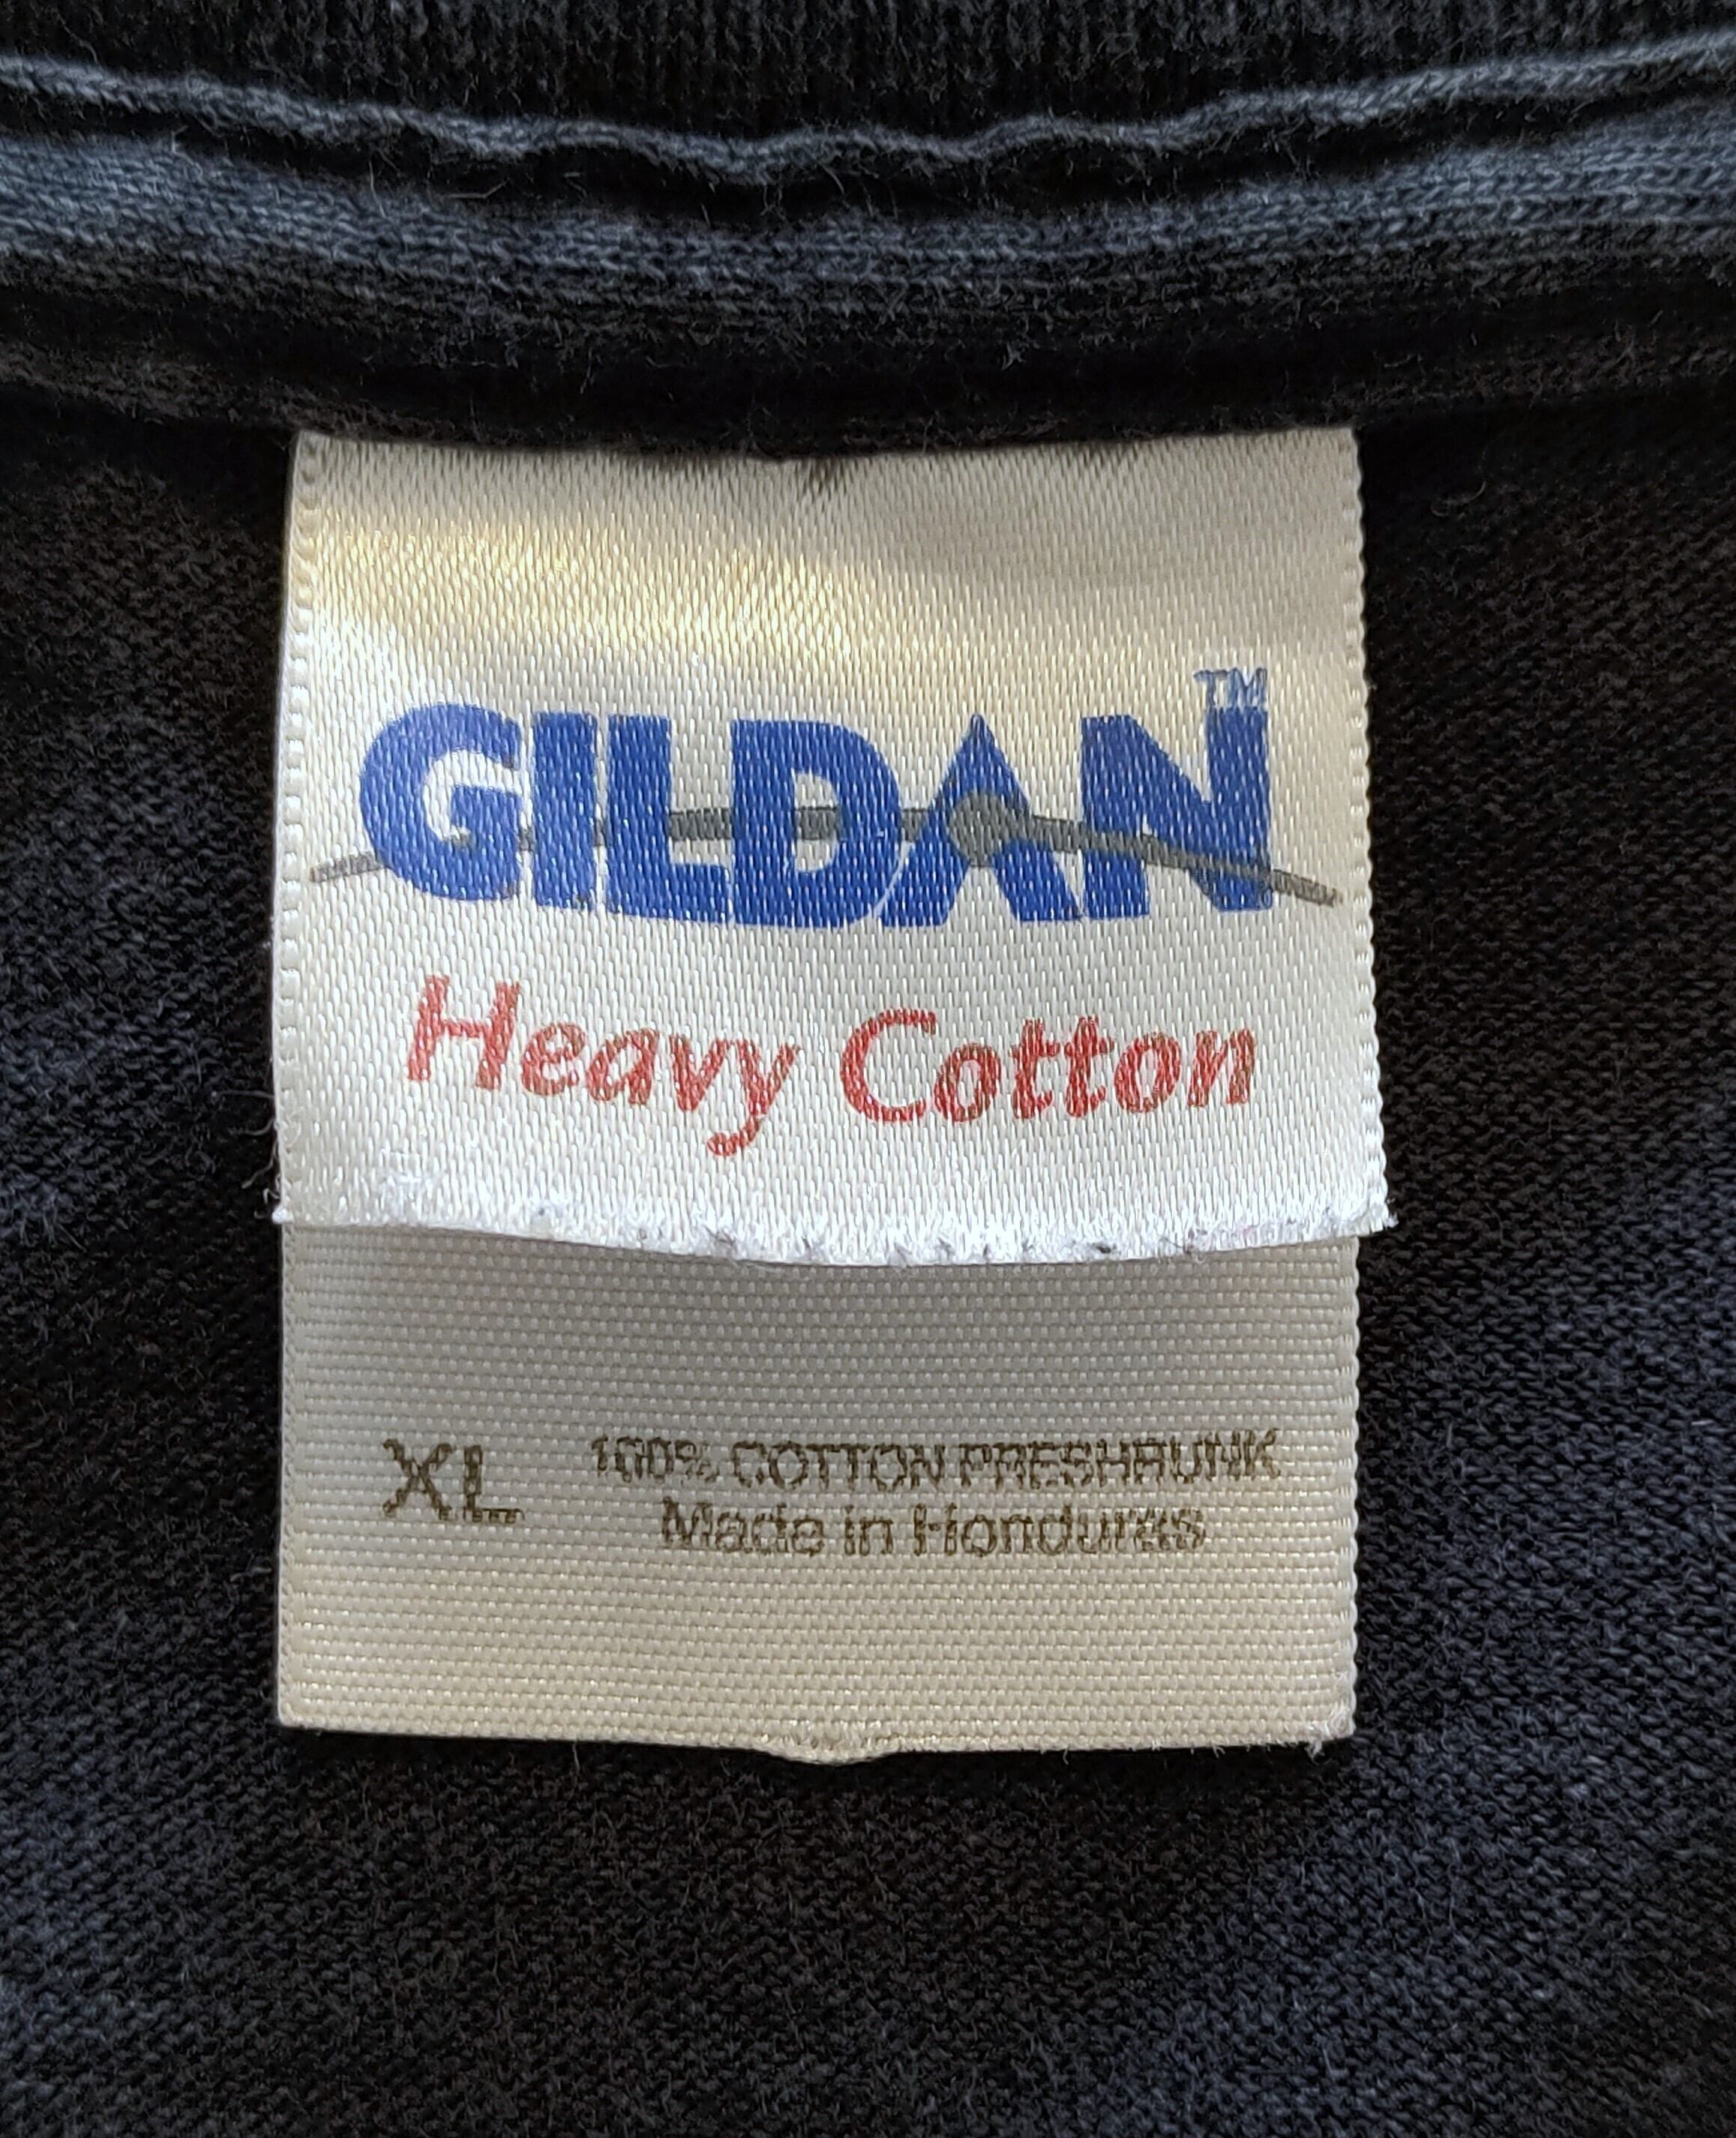 GILDAN™
Heavy Cotton
XL
100% COTTON PRESHRUNK
Made in Honduras